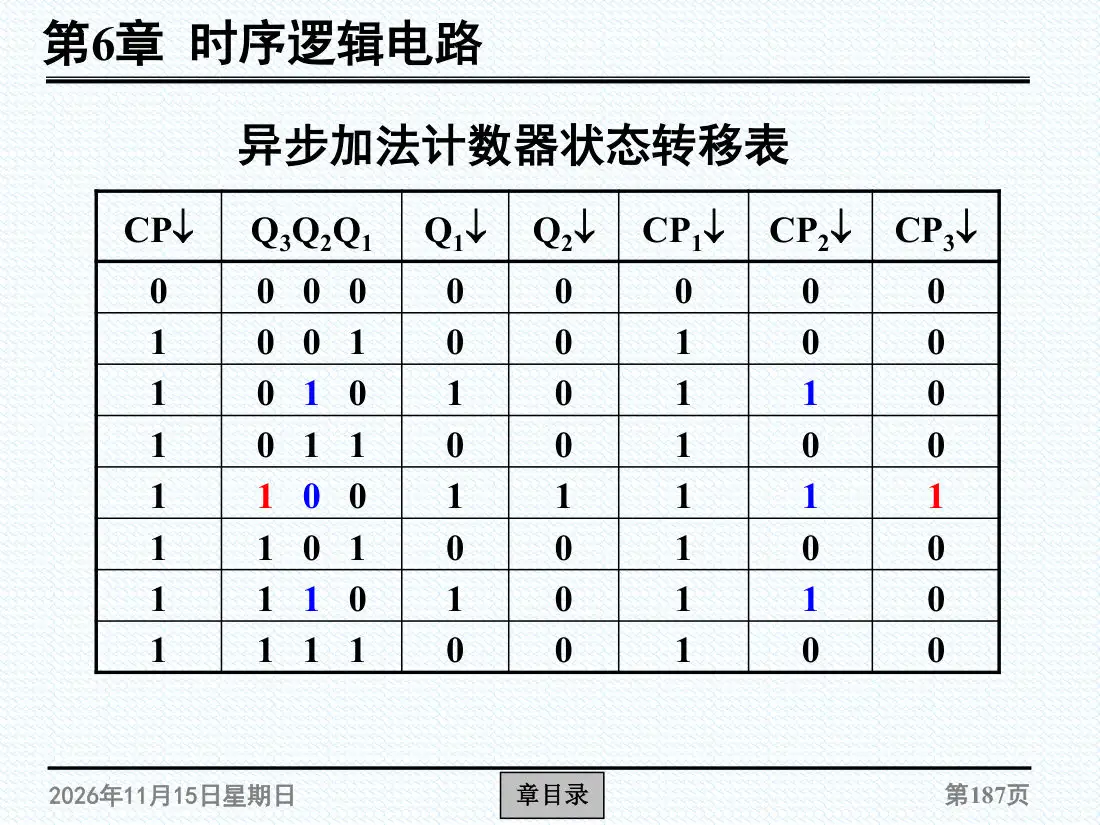 第6章 时序逻辑电路
异步加法计数器状态转移表
CP↓ Q₃Q₂Q₁ Q₁↓ Q₂↓ CP₁↓ CP₂↓ CP₃↓
0 0 0 0 0 0 0 0 0
1 0 0 1 0 0 1 0 0
1 0 1 0 1 0 1 1 0
1 0 1 1 0 0 1 0 0
1 1 0 0 1 1 1 1 1
1 1 0 1 0 0 1 0 0
1 1 1 0 1 0 1 1 0
1 1 1 1 0 0 1 0 0
2026年11月15日星期日 章目录 第187页